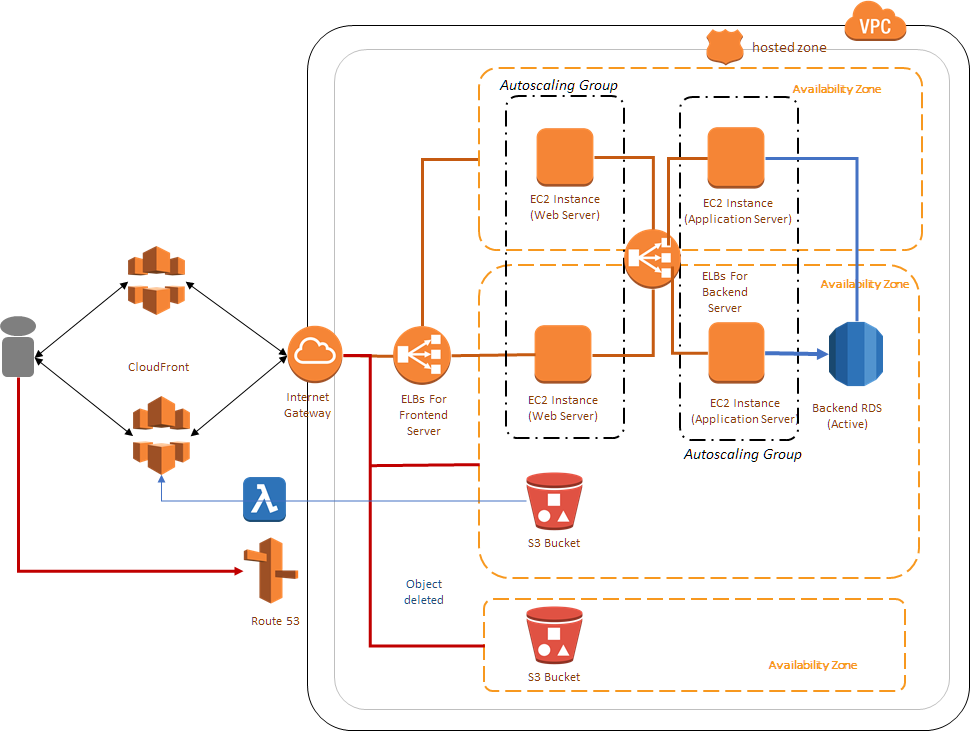 VPC
hosted zone
Autoscaling Group
Availability Zone
EC2 Instance
(Web Server)
EC2 Instance
(Application Server)
ELBs For
Backend
Server
Availability Zone
CloudFront
Internet
Gateway
ELBs For
Frontend
Server
EC2 Instance
(Web Server)
EC2 Instance
(Application Server)
Backend RDS
(Active)
Autoscaling Group
λ
S3 Bucket
Object
deleted
Route 53
S3 Bucket
Availability Zone